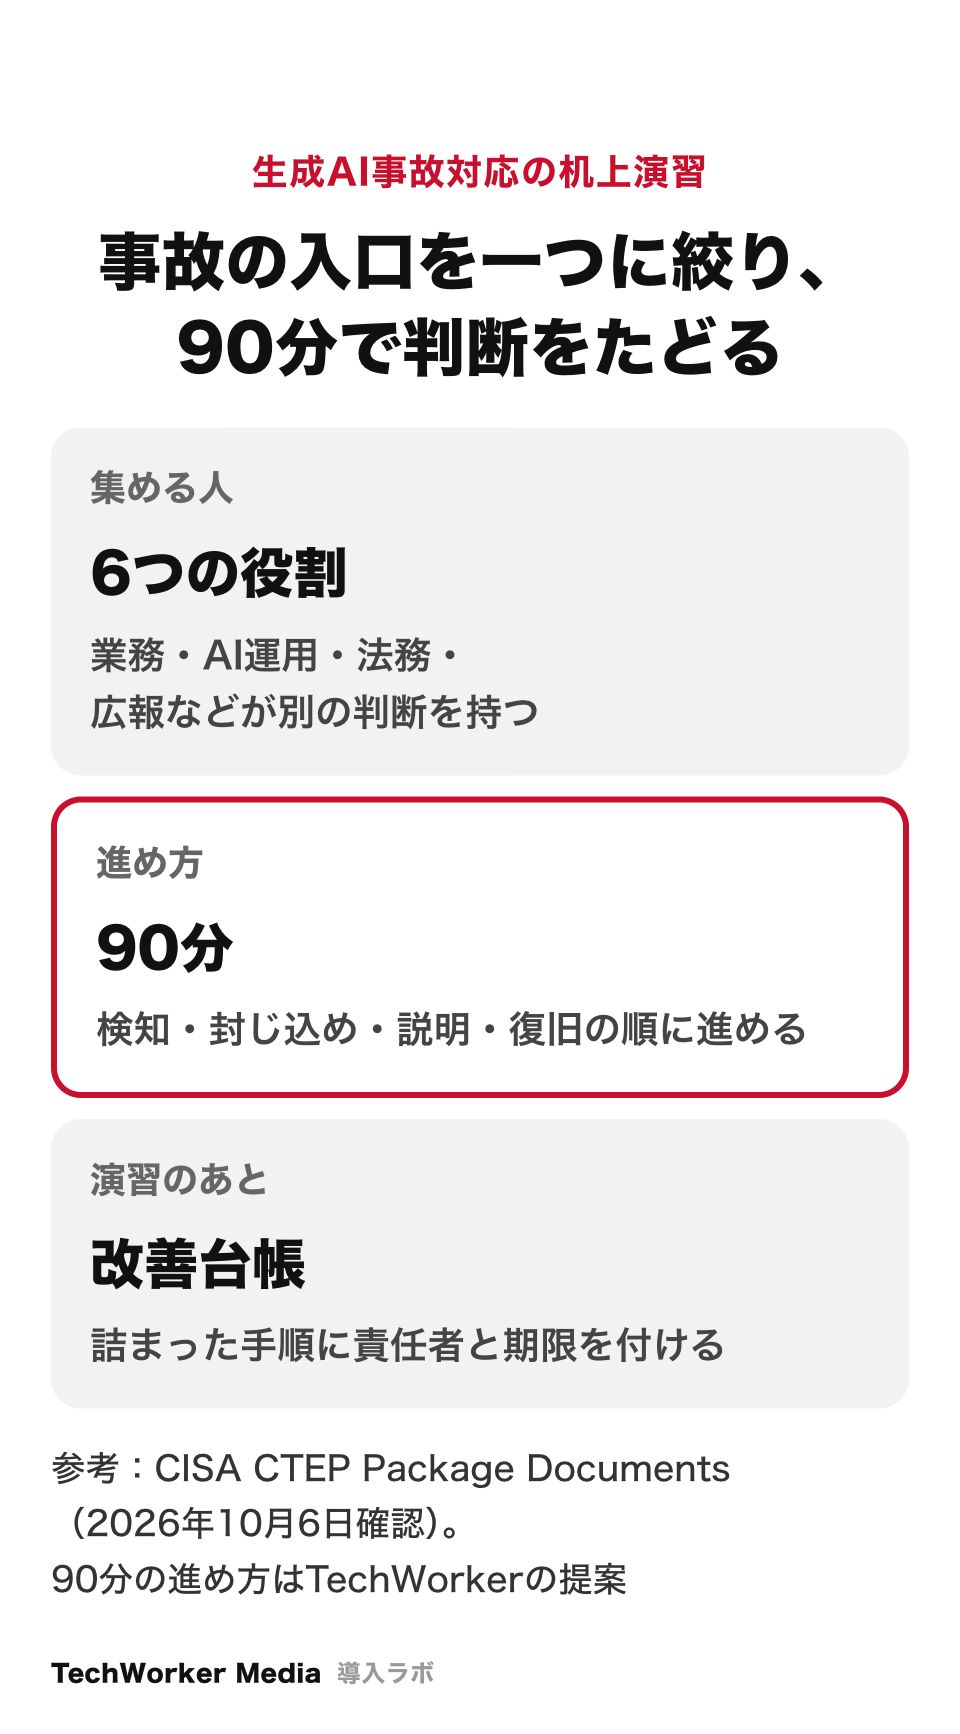 生成AI事故対応の机上演習
事故の入口を一つに絞り、
90分で判断をたどる
集める人
6つの役割
業務・AI運用・法務・
広報などが別の判断を持つ
進め方
90分
検知・封じ込め・説明・復旧の順に進める
演習のあと
改善台帳
詰まった手順に責任者と期限を付ける
参考：CISA CTEP Package Documents
（2026年10月6日確認）。
90分の進め方はTechWorkerの提案
TechWorker Media 導入ラボ